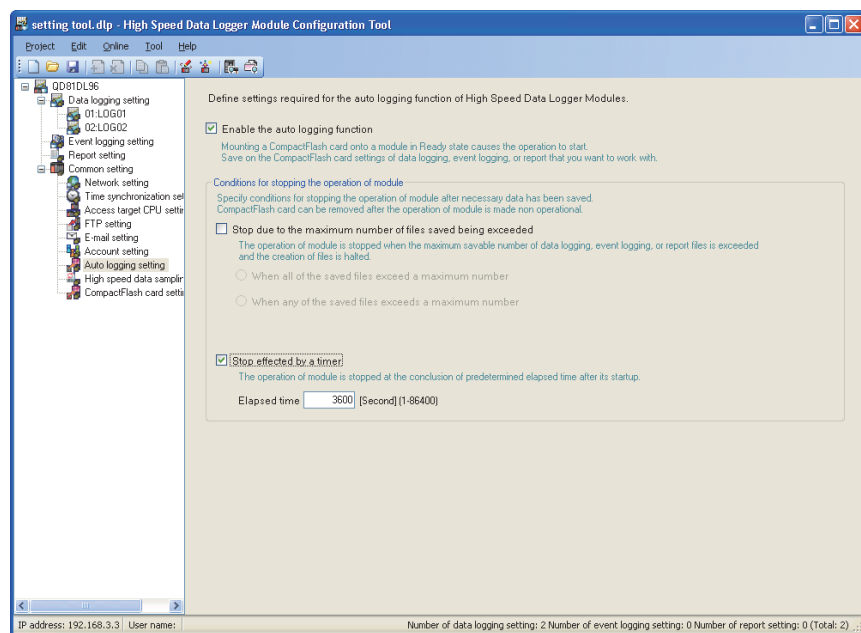 setting tool.dlp - High Speed Data Logger Module Configuration Tool
Project Edit Online Tool Help
QD81DL96
Data logging setting
01:LOG01
02:LOG02
Event logging setting
Report setting
Common setting
Network setting
Time synchronization set
Access target CPU settir
FTP setting
E-mail setting
Account setting
Auto logging setting
High speed data samplir
CompactFlash card setti
Define settings required for the auto logging function of High Speed Data Logger Modules.
Enable the auto logging function
Mounting a CompactFlash card onto a module in Ready state causes the operation to start.
Save on the CompactFlash card settings of data logging, event logging, or report that you want to work with.
Conditions for stopping the operation of module
Specify conditions for stopping the operation of module after necessary data has been saved.
CompactFlash card can be removed after the operation of module is made non operational.
Stop due to the maximum number of files saved being exceeded
The operation of module is stopped when the maximum savable number of data logging, event logging, or report files is exceeded
and the creation of files is halted.
When all of the saved files exceed a maximum number
When any of the saved files exceeds a maximum number
Stop effected by a timer
The operation of module is stopped at the conclusion of predetermined elapsed time after its startup.
Elapsed time 3600 [Second] (1-86400)
IP address: 192.168.3.3 User name: Number of data logging setting: 2 Number of event logging setting: 0 Number of report setting: 0 (Total: 2)